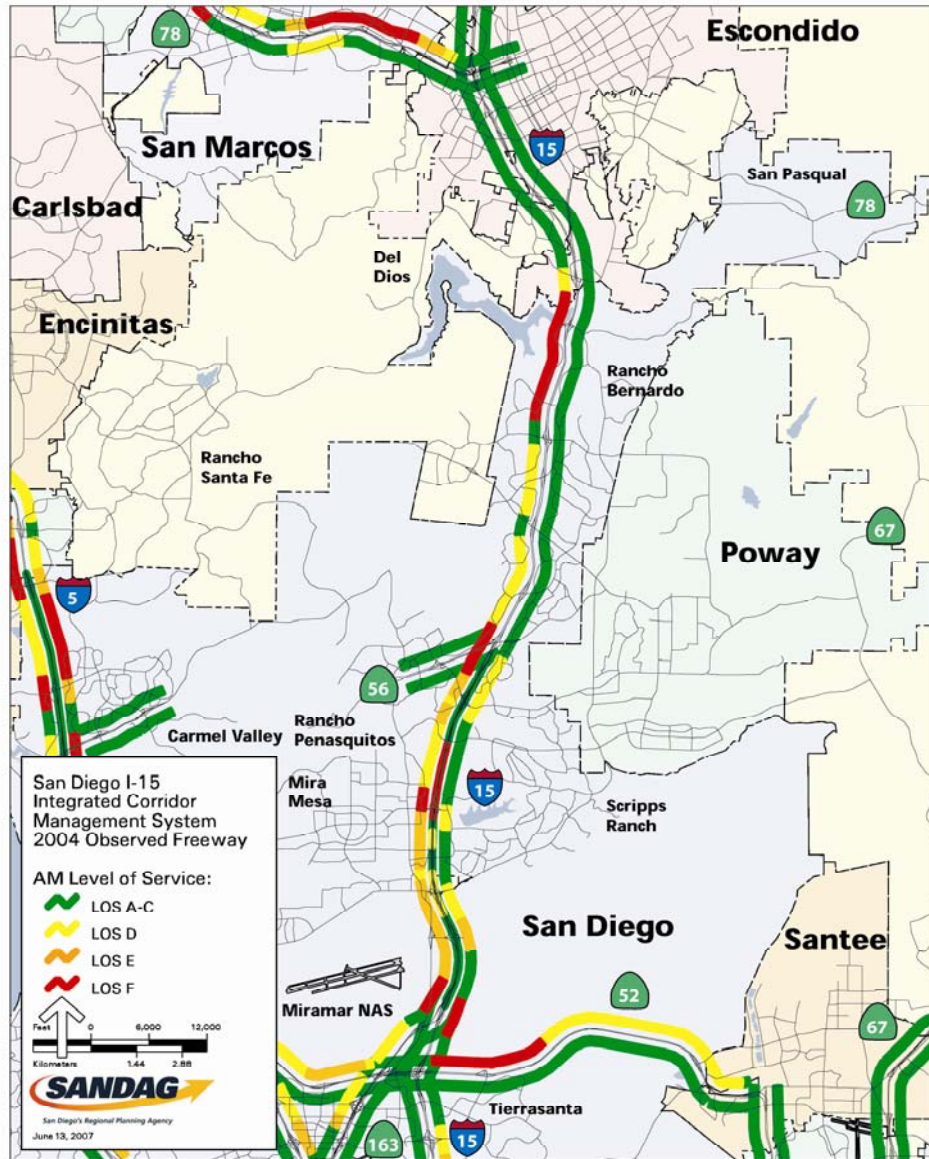 78
Escondido
San Marcos
15
San Pasqual
78
Carlsbad
Del
Dios
Encinitas
Rancho
Bernardo
Rancho
Santa Fe
67
Poway
5
56
Carmel Valley
Rancho
Penasquitos
Mira
Mesa
15
Scripps
Ranch
San Diego I-15
Integrated Corridor
Management System
2004 Observed Freeway
AM Level of Service:
LOS A-C
LOS D
LOS E
LOS F
Feet 0 6,000 12,000
Kilometers 1.44 2.88
SANDAG
San Diego's Regional Planning Agency
June 13, 2007
San Diego
Santee
Miramar NAS
52
67
Tierrasanta
163
15